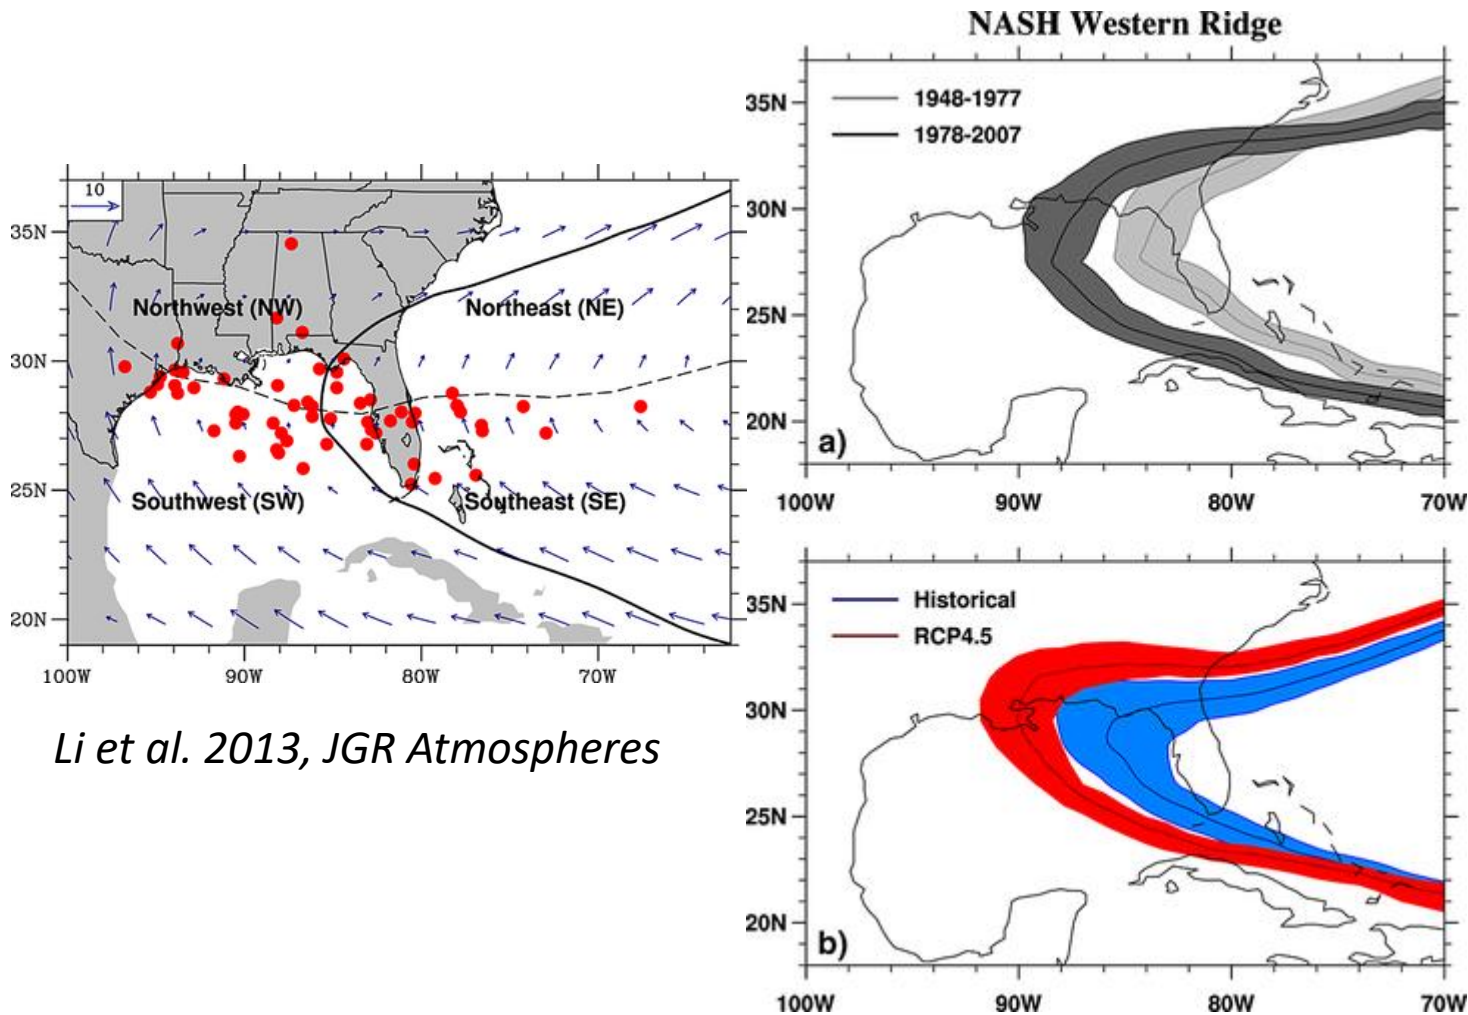 NASH Western Ridge
10
35N
30N
25N
20N
100W 90W 80W 70W
Northwest (NW) Northeast (NE)
Southwest (SW) Southeast (SE)
Li et al. 2013, JGR Atmospheres
1948-1977
1978-2007
35N
30N
25N
20N
a)
100W 90W 80W 70W
Historical
RCP4.5
35N
30N
25N
20N
b)
100W 90W 80W 70W